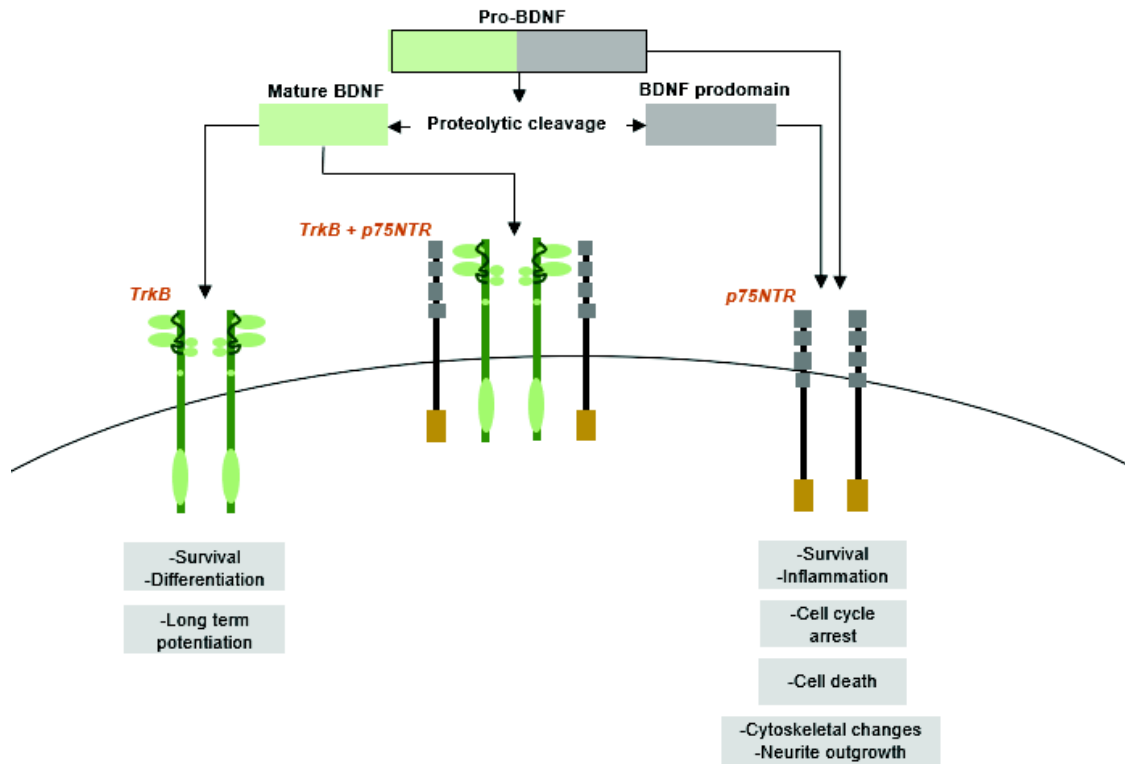 Pro-BDNF
Mature BDNF
BDNF prodomain
Proteolytic cleavage
TrkB + p75NTR
TrkB
p75NTR
-Survival
-Differentiation
-Long term
potentiation
-Survival
-Inflammation
-Cell cycle
arrest
-Cell death
-Cytoskeletal changes
-Neurite outgrowth